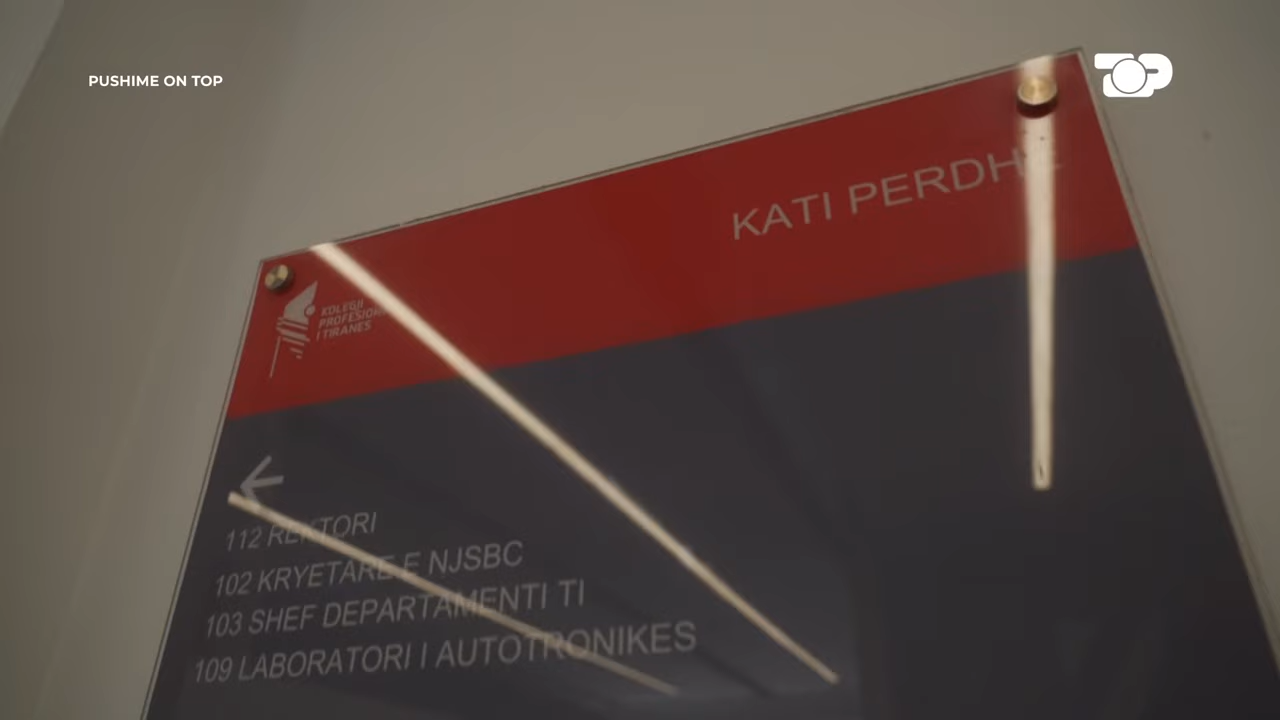 PUSHIME ON TOP
TOP
KATI PERDHE
KOLEGJI
PROFESIONAL
I TIRANES
112 REKTORI
102 KRYETARE E NJSBC
103 SHEF DEPARTAMENTI TI
109 LABORATORI I AUTOTRONIKES